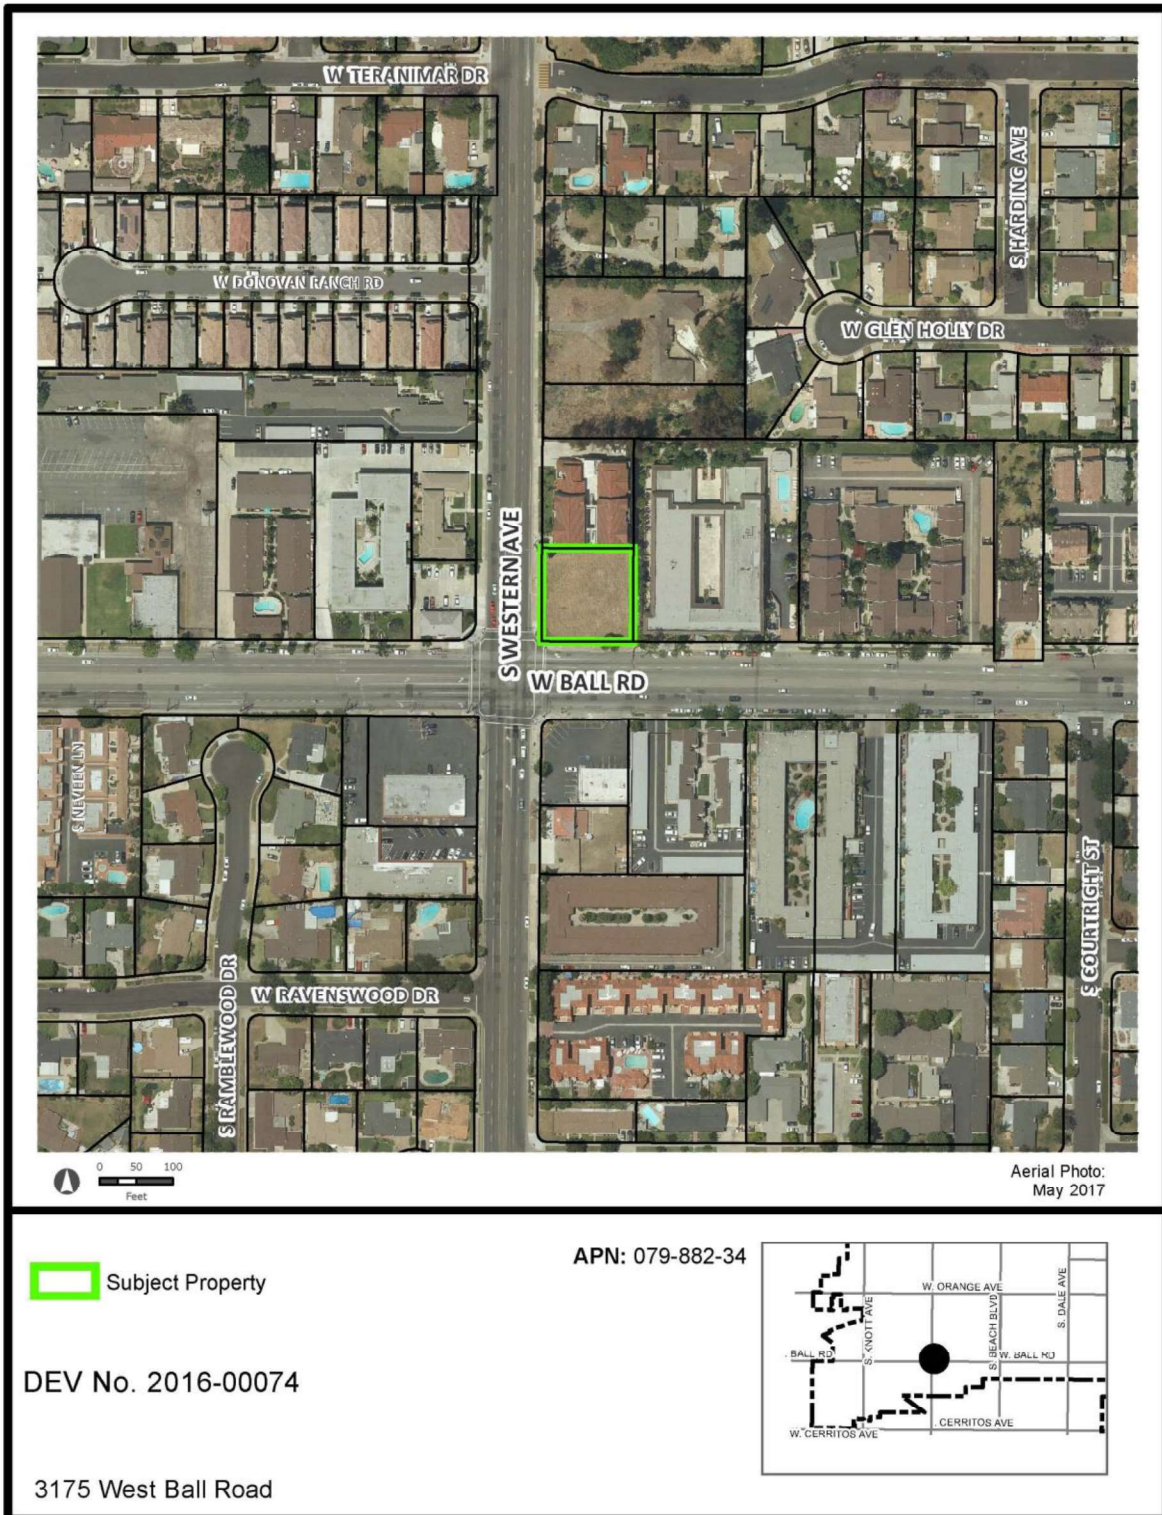 W TERANIMAR DR
S HARDING AVE
W DONOVAN RANCH RD
W GLEN HOLLY DR
S WESTERN AVE
W BALL RD
S NEVEEN LN
S COURTRIGHT ST
W RAVENSWOOD DR
S RAMBLEWOOD DR
0 50 100
Feet
Aerial Photo:
May 2017
Subject Property
APN: 079-882-34
DEV No. 2016-00074
3175 West Ball Road
W. ORANGE AVE
S. KNOTT AVE
S. BEACH BLVD
S. DALE AVE
. BALL RD
W. BALL RD
. CERRITOS AVE
W. CERRITOS AVE